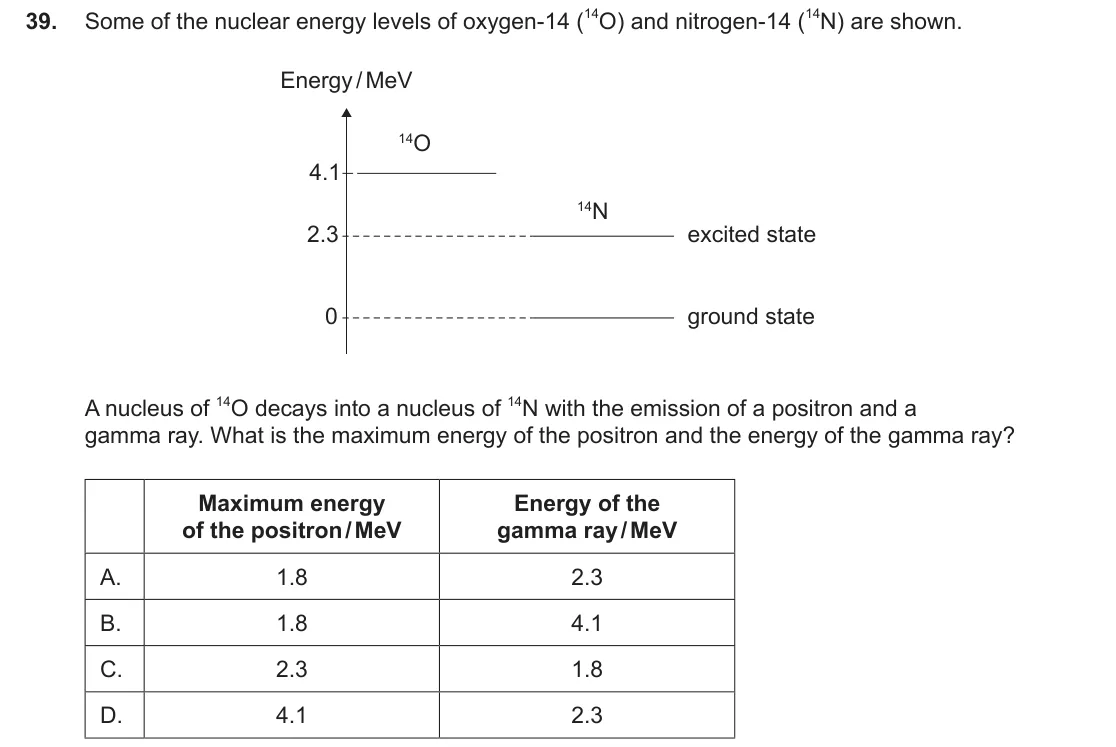 39. Some of the nuclear energy levels of oxygen-14 (¹⁴O) and nitrogen-14 (¹⁴N) are shown.
Energy / MeV
¹⁴O
4.1
¹⁴N
2.3 excited state
0 ground state
A nucleus of ¹⁴O decays into a nucleus of ¹⁴N with the emission of a positron and a
gamma ray. What is the maximum energy of the positron and the energy of the gamma ray?
Maximum energy of the positron / MeV Energy of the gamma ray / MeV
A. 1.8 2.3
B. 1.8 4.1
C. 2.3 1.8
D. 4.1 2.3